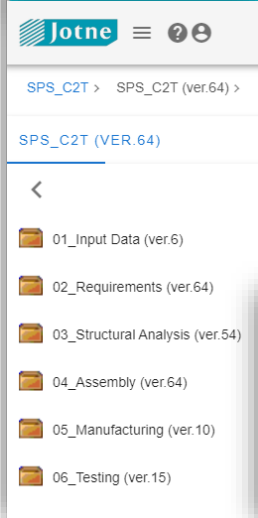 Jotne
SPS_C2T > SPS_C2T (ver.64) >
SPS_C2T (VER.64)
01_Input Data (ver.6)
02_Requirements (ver.64)
03_Structural Analysis (ver.54)
04_Assembly (ver.64)
05_Manufacturing (ver.10)
06_Testing (ver.15)